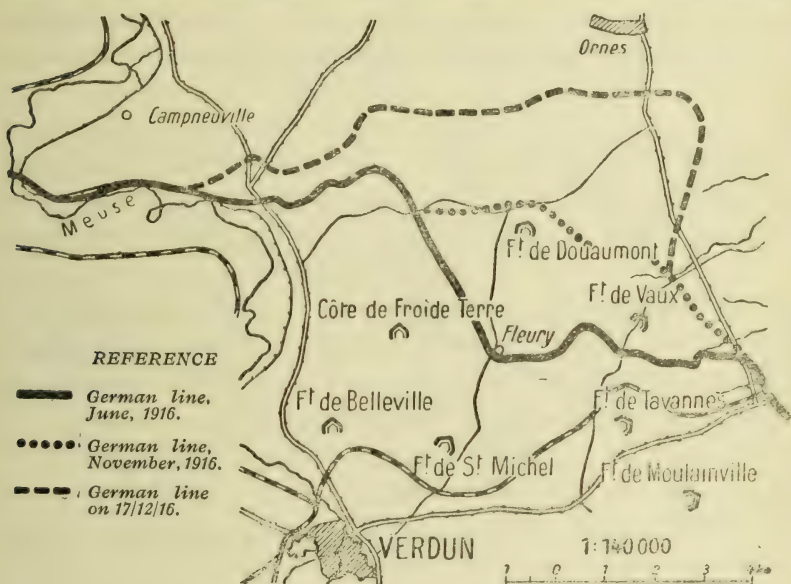 Ornes
Campneuville
Meuse
Ft de Douaumont
Ft de Vaux
Côte de Froide Terre
Fleury
REFERENCE
German line,
June, 1916.
German line,
November, 1916.
German line
on 17/12/16.
Ft de Belleville
Ft de Tavannes
Ft de St Michel
Ft de Moulainville
VERDUN
1:140000
1 0 1 2 3